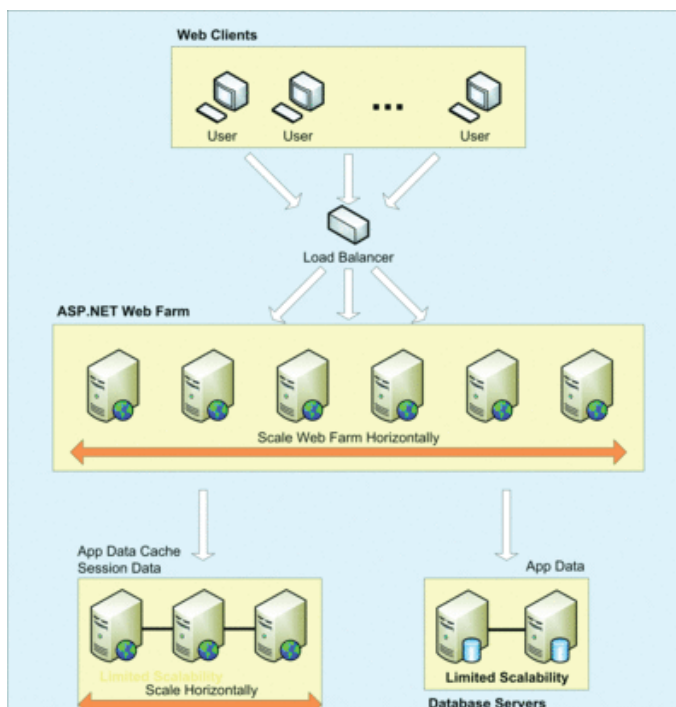 Web Clients
User
User
...
User
Load Balancer
ASP.NET Web Farm
Scale Web Farm Horizontally
App Data Cache
Session Data
App Data
Limited Scalability
Scale Horizontally
Limited Scalability
Database Servers